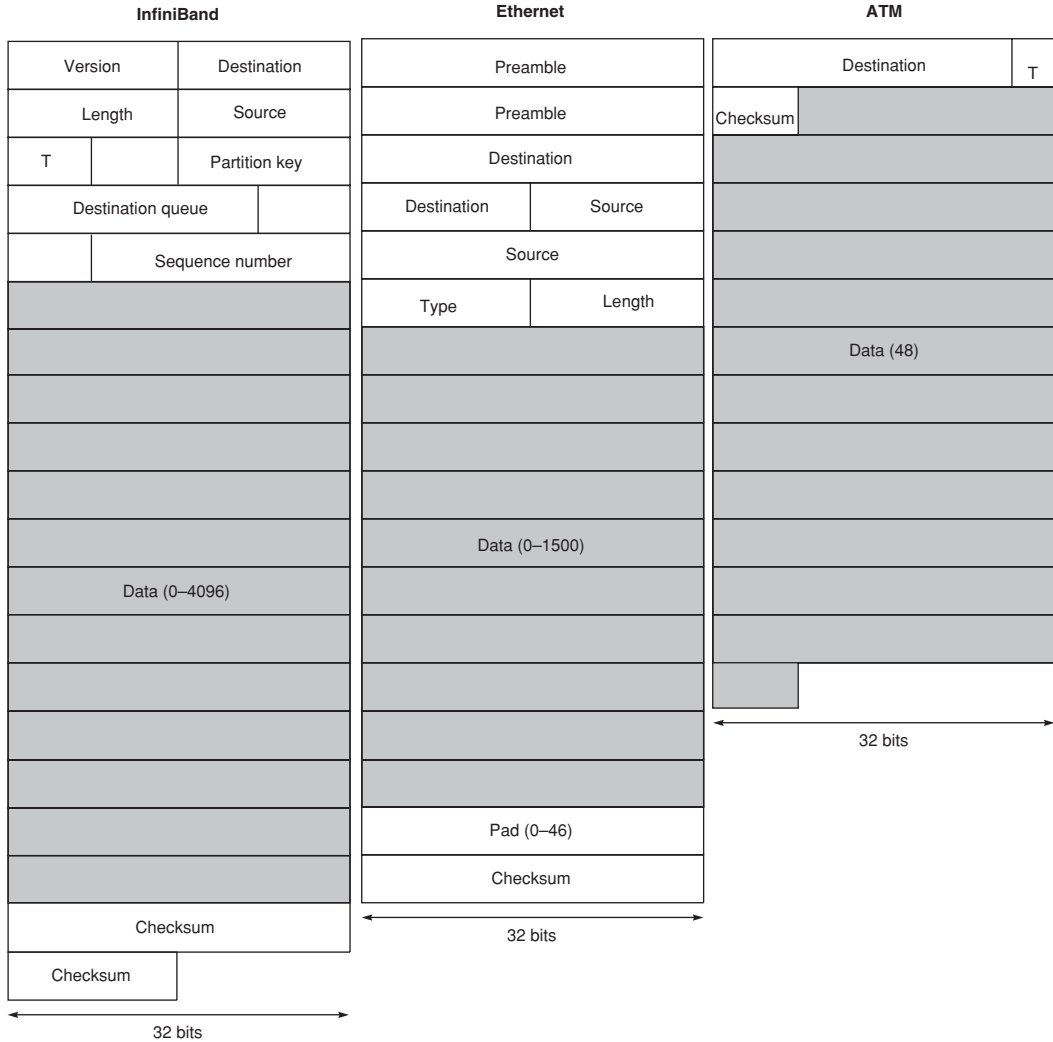 InfiniBand
Version
Destination
Length
Source
T
Partition key
Destination queue
Sequence number
Data (0–4096)
Checksum
Checksum
32 bits
Ethernet
Preamble
Preamble
Destination
Destination
Source
Source
Type
Length
Data (0–1500)
Pad (0–46)
Checksum
32 bits
ATM
Destination
T
Checksum
Data (48)
32 bits